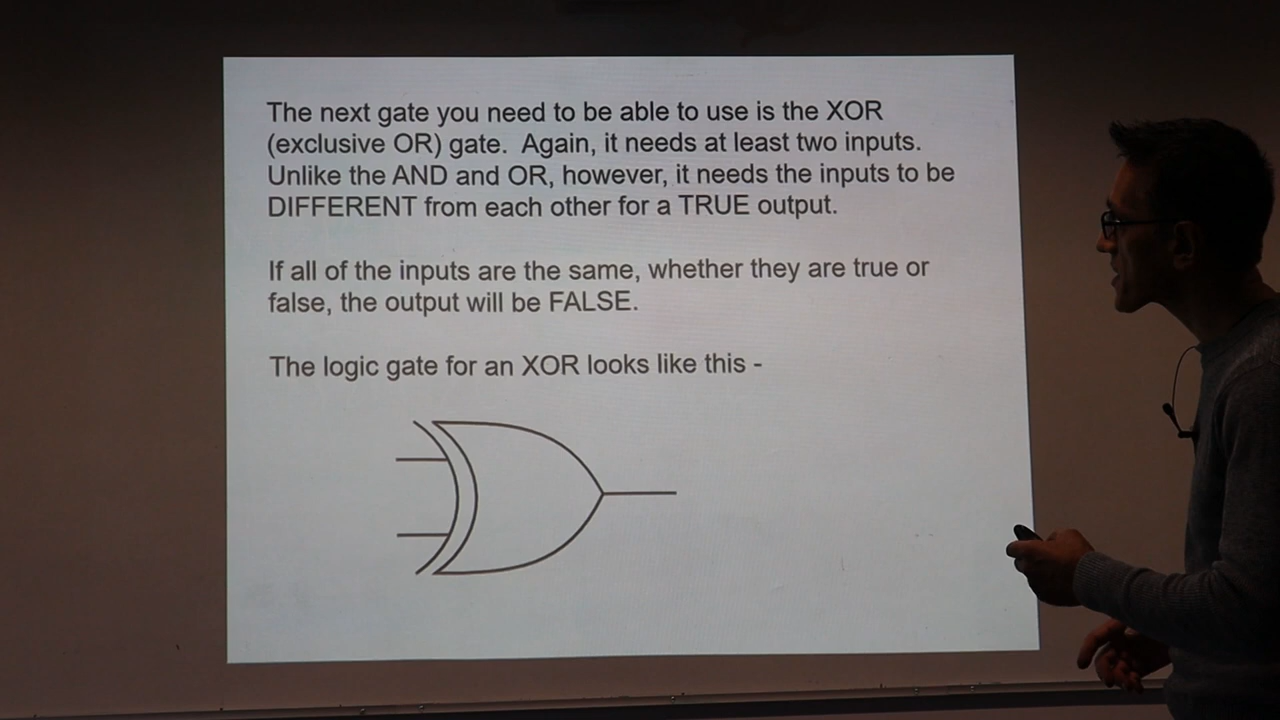 The next gate you need to be able to use is the XOR
(exclusive OR) gate.  Again, it needs at least two inputs.
Unlike the AND and OR, however, it needs the inputs to be
DIFFERENT from each other for a TRUE output.
If all of the inputs are the same, whether they are true or
false, the output will be FALSE.
The logic gate for an XOR looks like this -